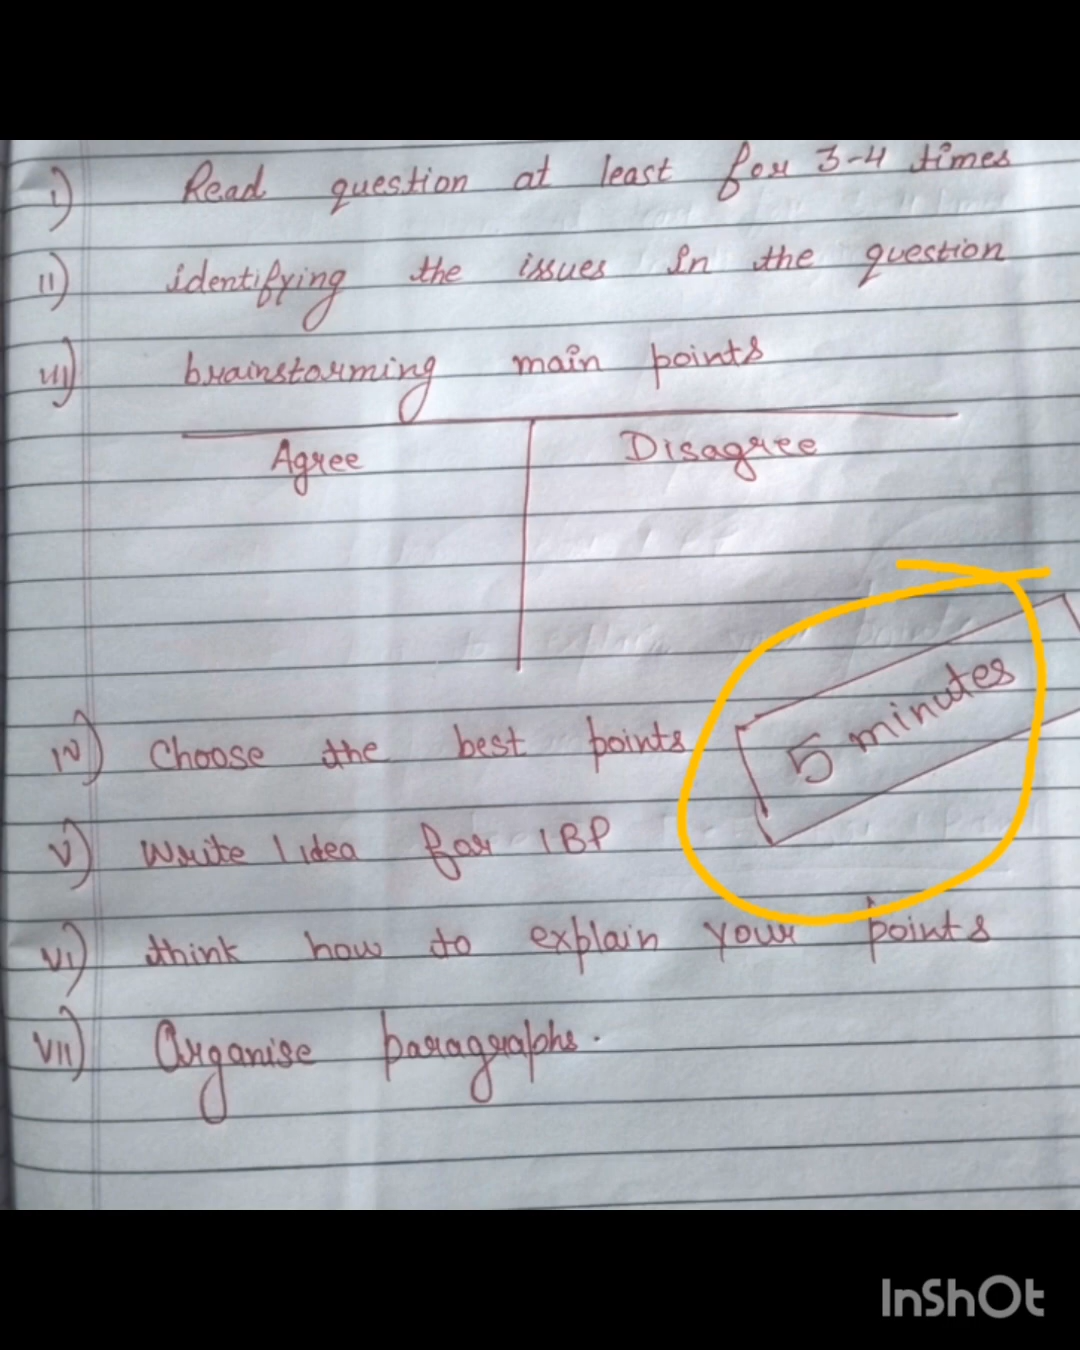 i) Read question at least for 3-4 times
ii) identifying the issues in the question
iii) brainstorming main points
Agree Disagree
iv) Choose the best points
5 minutes
v) Write 1 idea for 1BP
vi) think how to explain your points
vii) Organise paragraphs.
InShOt